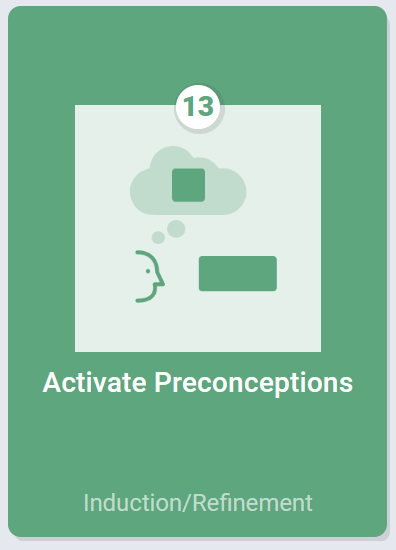 13
Activate Preconceptions
Induction/Refinement